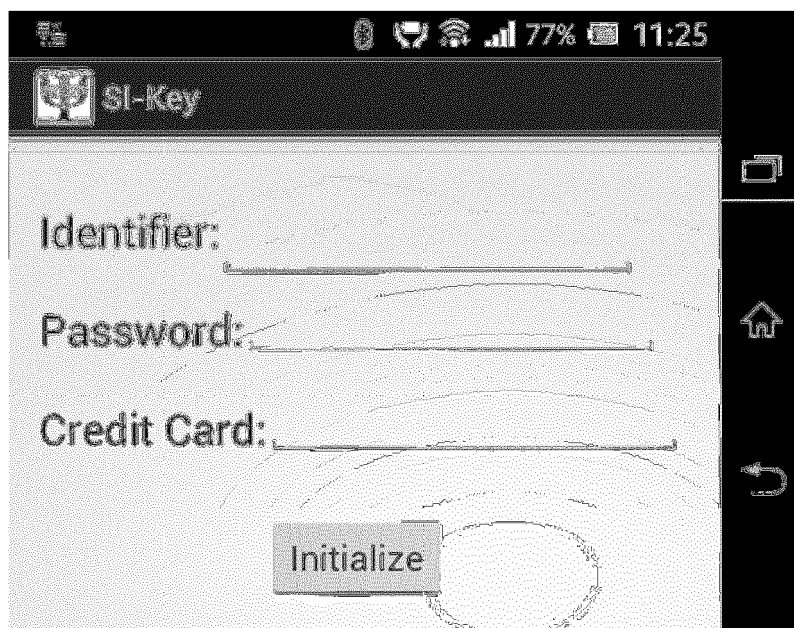 77% 11:25
SI-Key
Identifier:
Password:
Credit Card:
Initialize